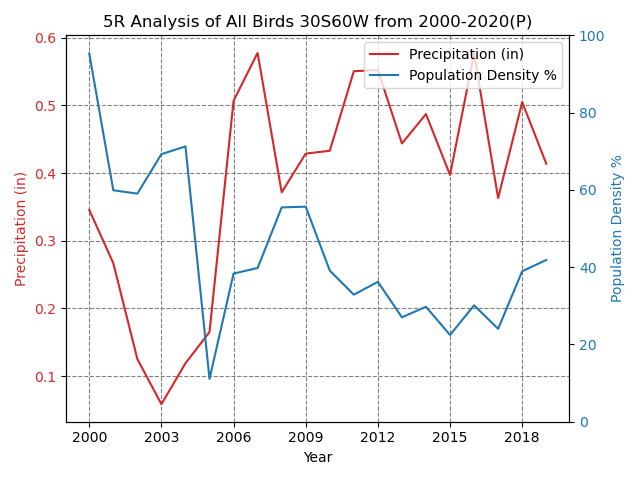 5R Analysis of All Birds 30S60W from 2000-2020(P)
Precipitation (in)
Population Density %
0.6
0.5
0.4
0.3
0.2
0.1
Precipitation (in)
100
80
60
40
20
0
Population Density %
2000 2003 2006 2009 2012 2015 2018
Year